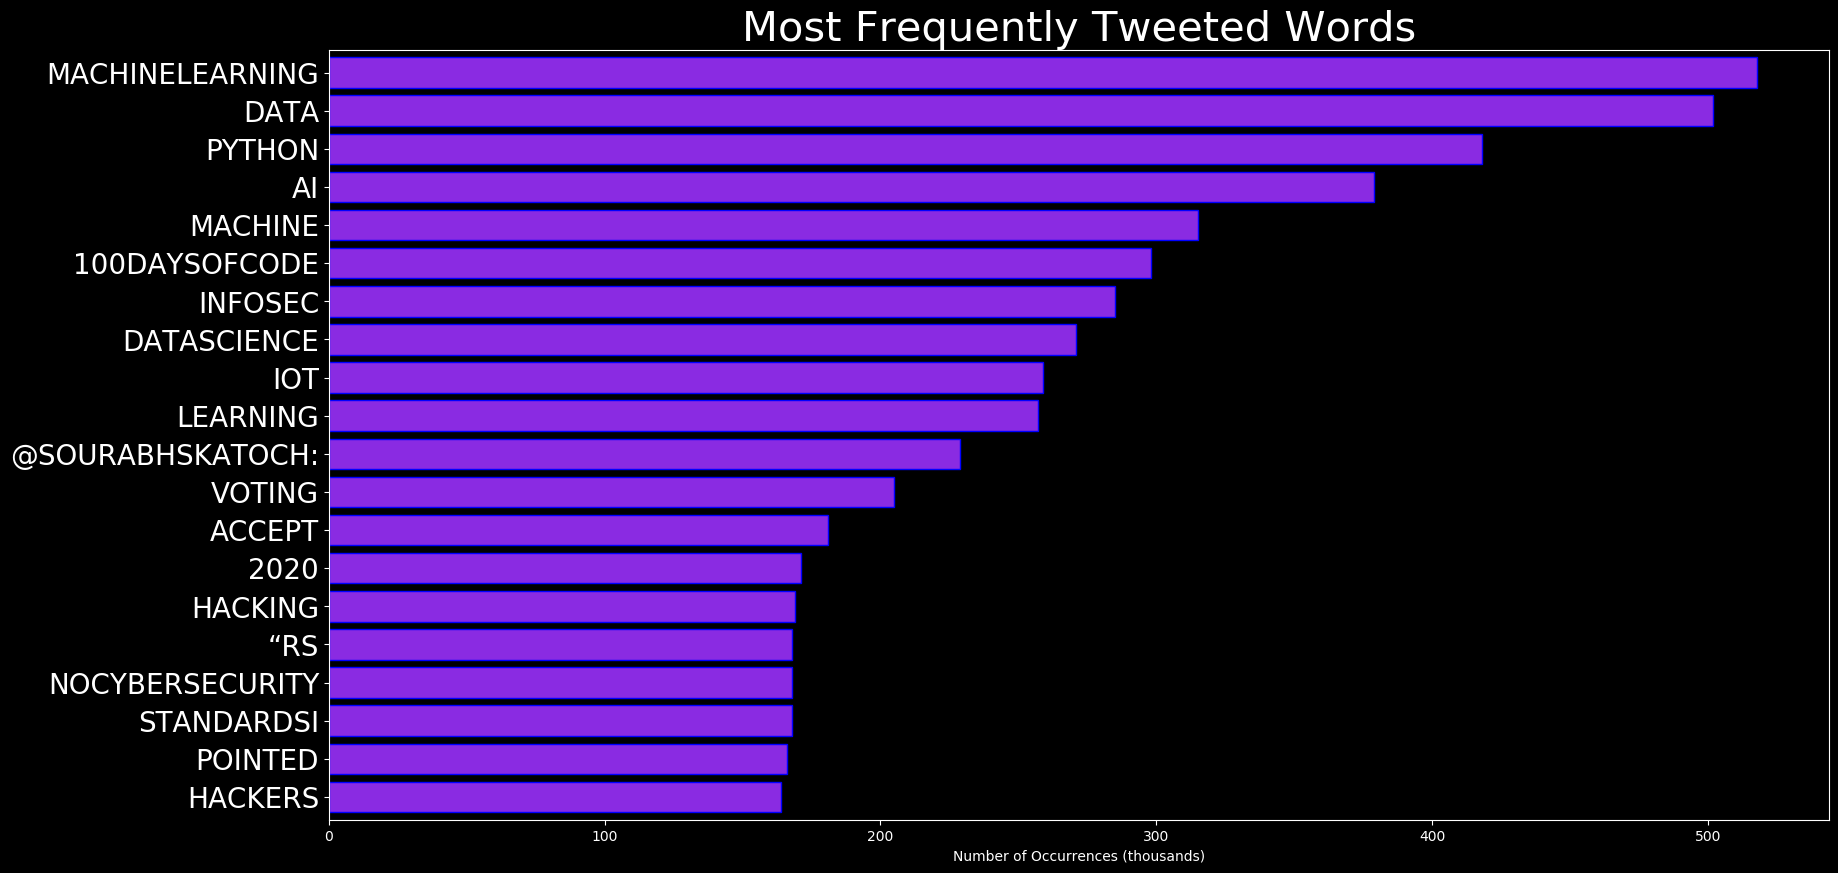 Most Frequently Tweeted Words
MACHINELEARNING
DATA
PYTHON
AI
MACHINE
100DAYSOFCODE
INFOSEC
DATASCIENCE
IOT
LEARNING
@SOURABHSKATOCH:
VOTING
ACCEPT
2020
HACKING
“RS
NOCYBERSECURITY
STANDARDSI
POINTED
HACKERS
0 100 200 300 400 500
Number of Occurrences (thousands)